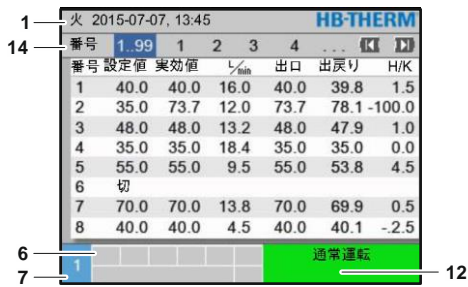 1 火 2015-07-07, 13:45 HB-THERM
14 番号 1..99 1 2 3 4 ...
番号 設定値 実効値 L/min 出口 出戻り H/K
1 40.0 40.0 16.0 40.0 39.8 1.5
2 35.0 73.7 12.0 73.7 78.1 -100.0
3 48.0 48.0 13.2 48.0 47.9 1.0
4 35.0 35.0 18.4 35.0 35.0 0.0
5 55.0 55.0 9.5 55.0 53.8 4.5
6 切
7 70.0 70.0 13.8 70.0 69.9 0.5
8 40.0 40.0 4.5 40.0 40.1 -.2.5
6 通常運転
1
7 12